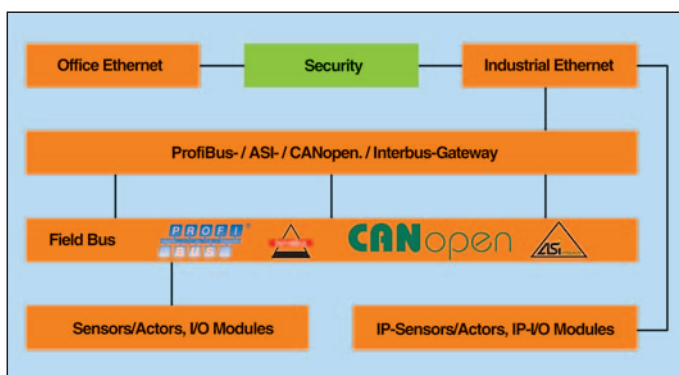 Office Ethernet
Security
Industrial Ethernet
ProfiBus- / ASI- / CANopen. / Interbus-Gateway
Field Bus
PROFI
BUS
CANopen
ASi
Sensors/Actors, I/O Modules
IP-Sensors/Actors, IP-I/O Modules